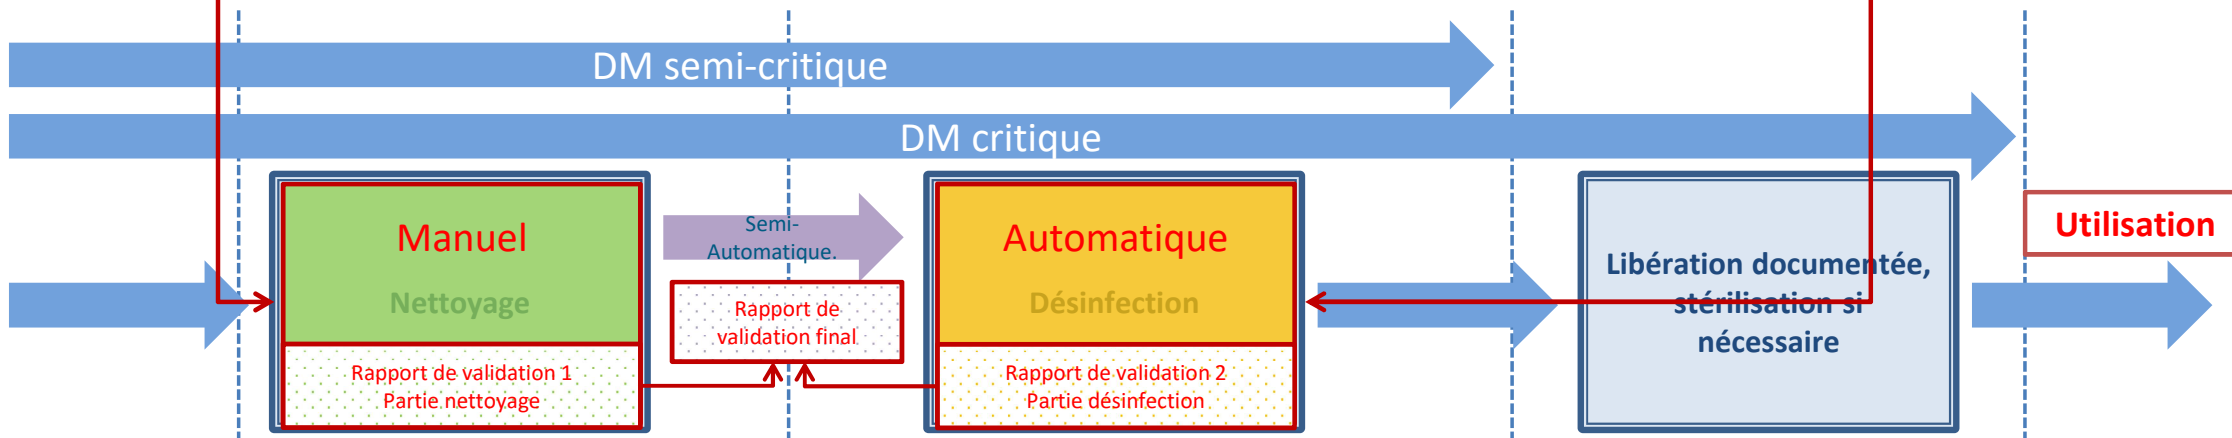 DM semi-critique
DM critique
Manuel
Nettoyage
Rapport de validation 1
Partie nettoyage
Semi-
Automatique.
Rapport de
validation final
Automatique
Désinfection
Rapport de validation 2
Partie désinfection
Libération documentée,
stérilisation si
nécessaire
Utilisation